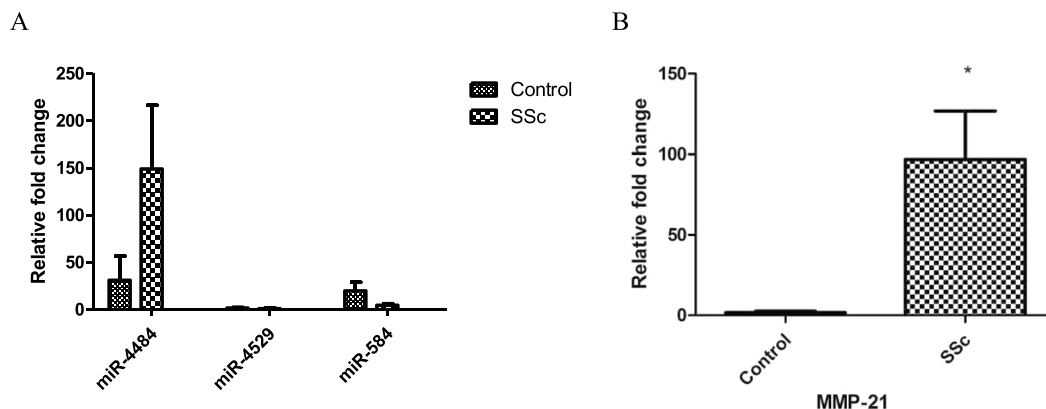 A
Relative fold change
250
200
150
100
50
0
miR-4484
miR-4529
miR-584
Control
SSc
B
Relative fold change
150
100
50
0
*
Control
SSc
MMP-21